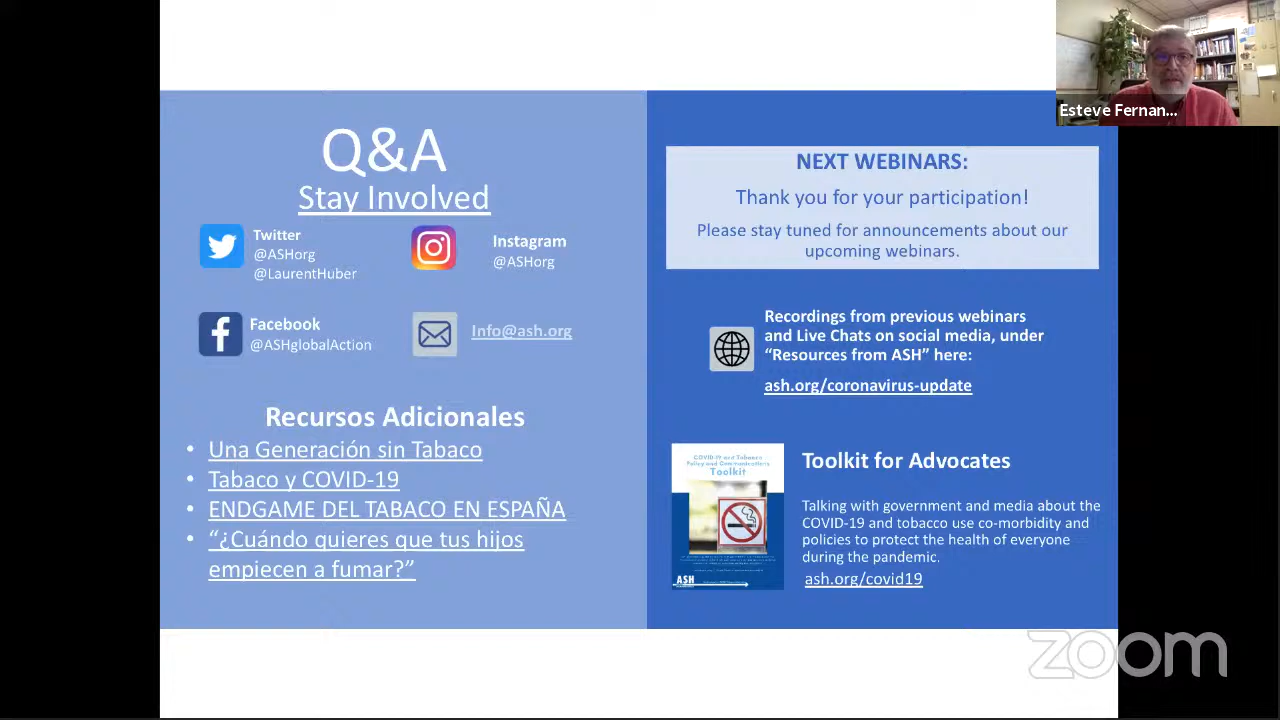 Esteve Fernan...
Q&A
Stay Involved
Twitter
@ASHorg
@LaurentHuber
Instagram
@ASHorg
Facebook
@ASHglobalAction
Info@ash.org
Recursos Adicionales
• Una Generación sin Tabaco
• Tabaco y COVID-19
• ENDGAME DEL TABACO EN ESPAÑA
• “¿Cuándo quieres que tus hijos
empiecen a fumar?”
NEXT WEBINARS:
Thank you for your participation!
Please stay tuned for announcements about our
upcoming webinars.
Recordings from previous webinars
and Live Chats on social media, under
“Resources from ASH” here:
ash.org/coronavirus-update
COVID-19 and Tobacco
Policy and Communications
Toolkit
ASH
Toolkit for Advocates
Talking with government and media about the
COVID-19 and tobacco use co-morbidity and
policies to protect the health of everyone
during the pandemic.
ash.org/covid19
zoom